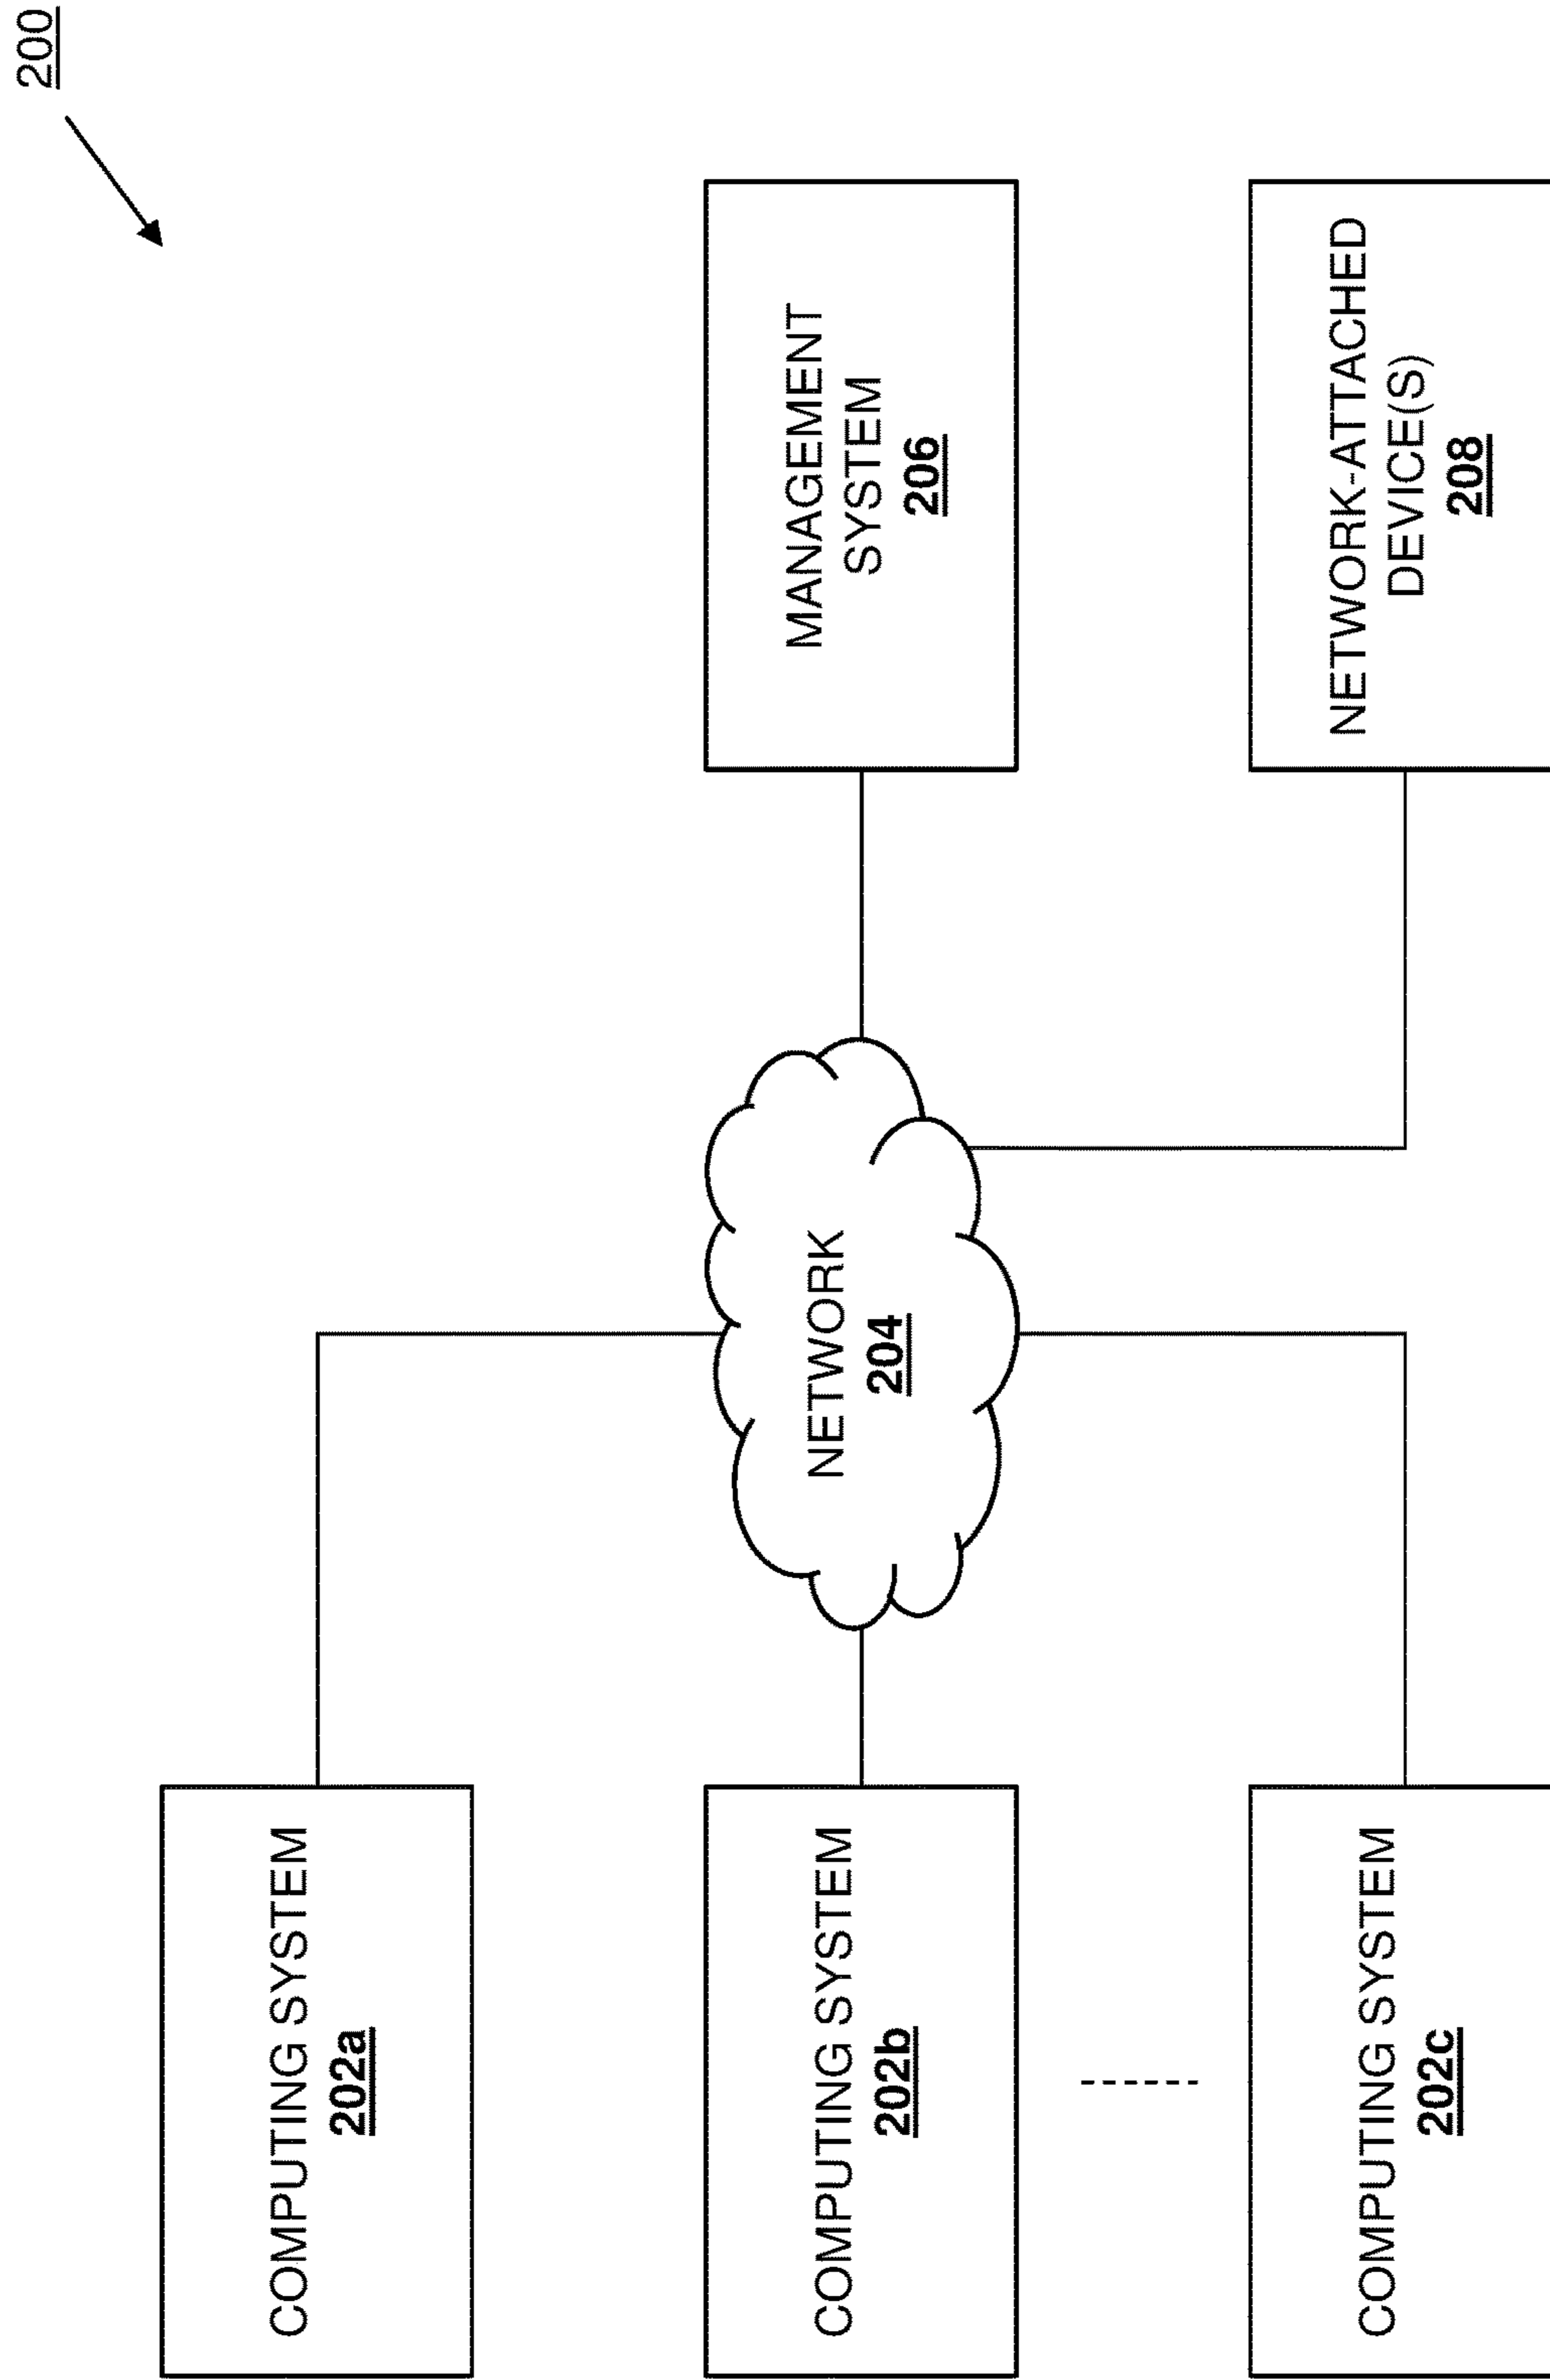 200
COMPUTING SYSTEM
202a
COMPUTING SYSTEM
202b
COMPUTING SYSTEM
202c
NETWORK
204
MANAGEMENT
SYSTEM
206
NETWORK-ATTACHED
DEVICE(S)
208